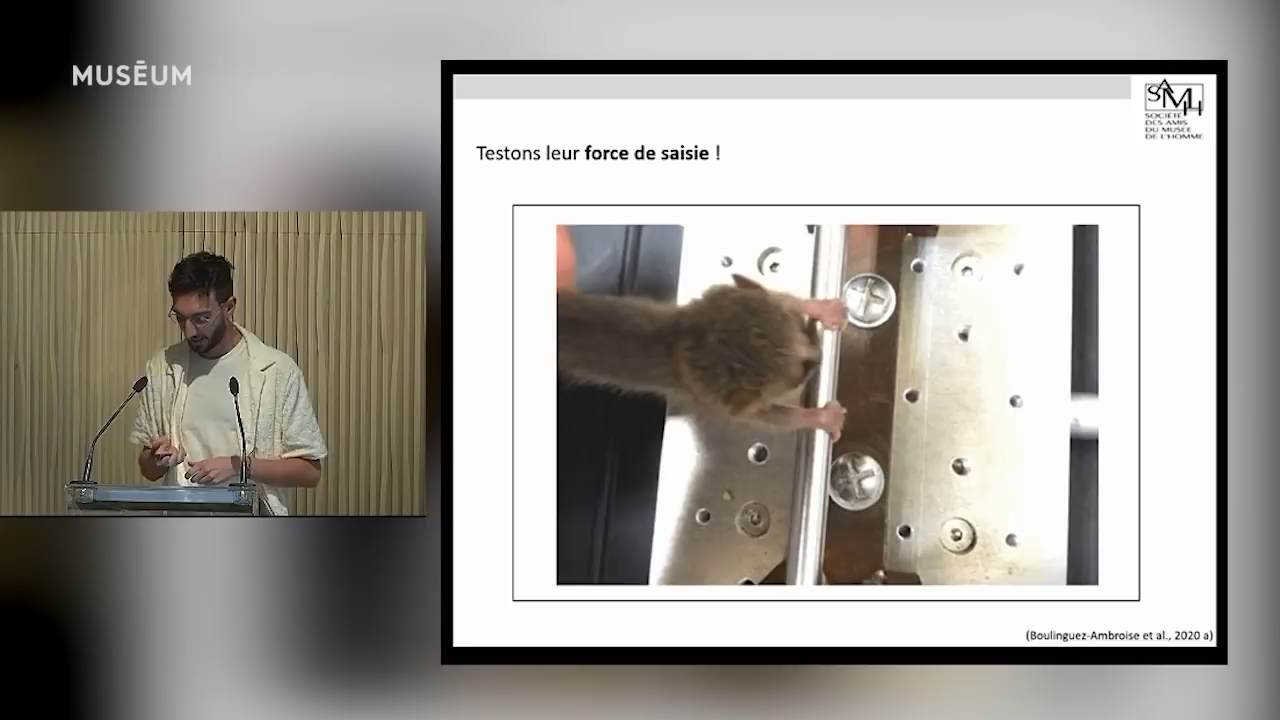 MUSĒUM
SAMH
SOCIÉTÉ
DES AMIS
DU MUSÉE
DE L'HOMME
Testons leur force de saisie !
(Boulinguez-Ambroise et al., 2020 a)